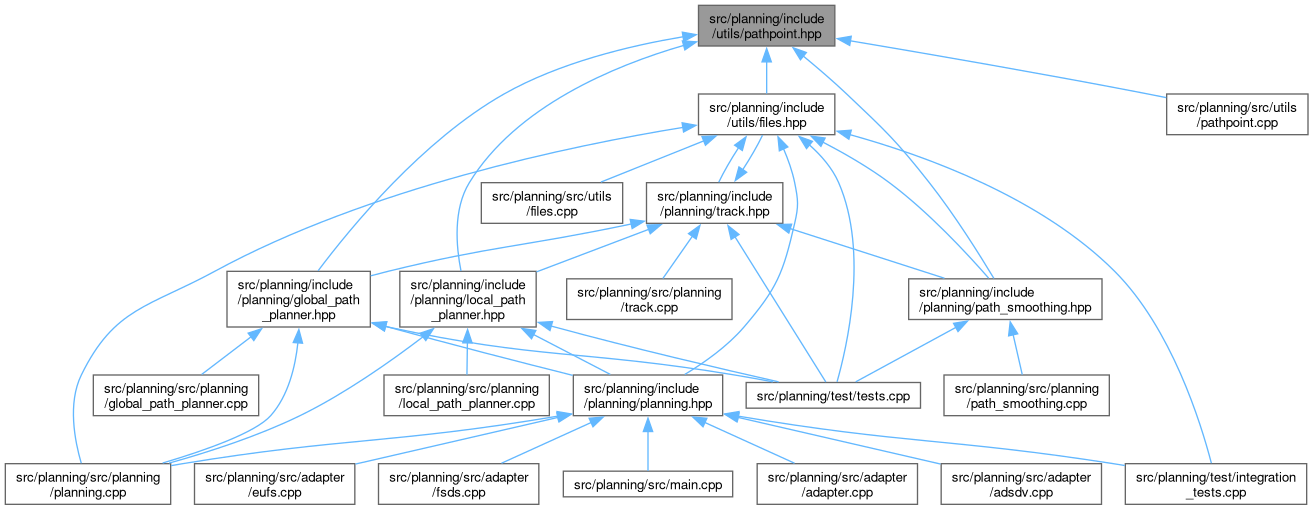 src/planning/include
/utils/pathpoint.hpp
src/planning/include
/utils/files.hpp
src/planning/src/utils
/pathpoint.cpp
src/planning/src/utils
/files.cpp
src/planning/include
/planning/track.hpp
src/planning/include
/planning/global_path
_planner.hpp
src/planning/include
/planning/local_path
_planner.hpp
src/planning/src/planning
/track.cpp
src/planning/include
/planning/path_smoothing.hpp
src/planning/src/planning
/global_path_planner.cpp
src/planning/src/planning
/local_path_planner.cpp
src/planning/include
/planning/planning.hpp
src/planning/test/tests.cpp
src/planning/src/planning
/path_smoothing.cpp
src/planning/src/planning
/planning.cpp
src/planning/src/adapter
/eufs.cpp
src/planning/src/adapter
/fsds.cpp
src/planning/src/main.cpp
src/planning/src/adapter
/adapter.cpp
src/planning/src/adapter
/adsdv.cpp
src/planning/test/integration
_tests.cpp